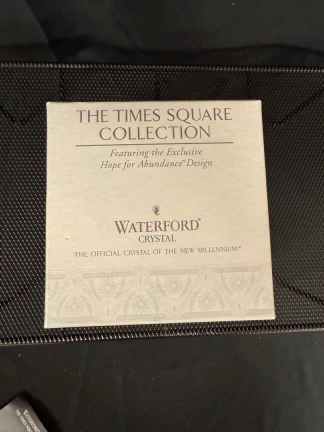 THE TIMES SQUARE
COLLECTION
Featuring the Exclusive
Hope for Abundance® Design
WATERFORD®
CRYSTAL
THE OFFICIAL CRYSTAL OF THE NEW MILLENNIUM™